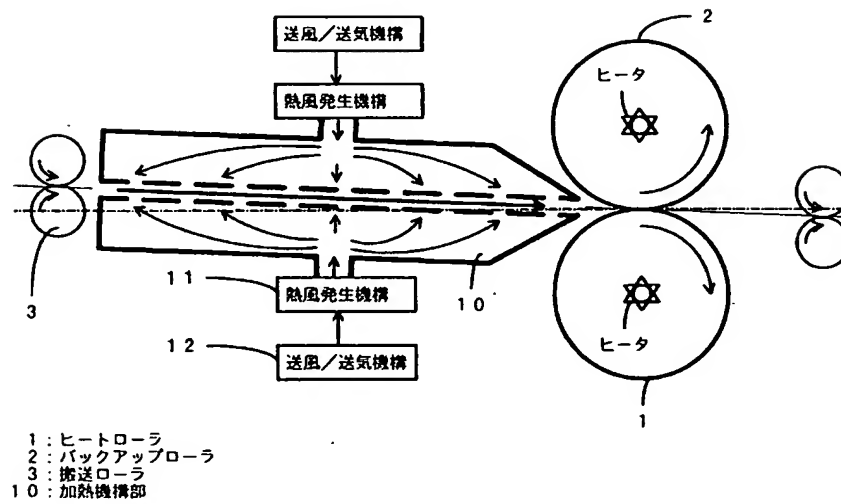 送風／送気機構
2
熱風発生機構
ヒータ
3
11
熱風発生機構
10
12
送風／送気機構
ヒータ
1
1：ヒートローラ
2：バックアップローラ
3：搬送ローラ
10：加熱機構部